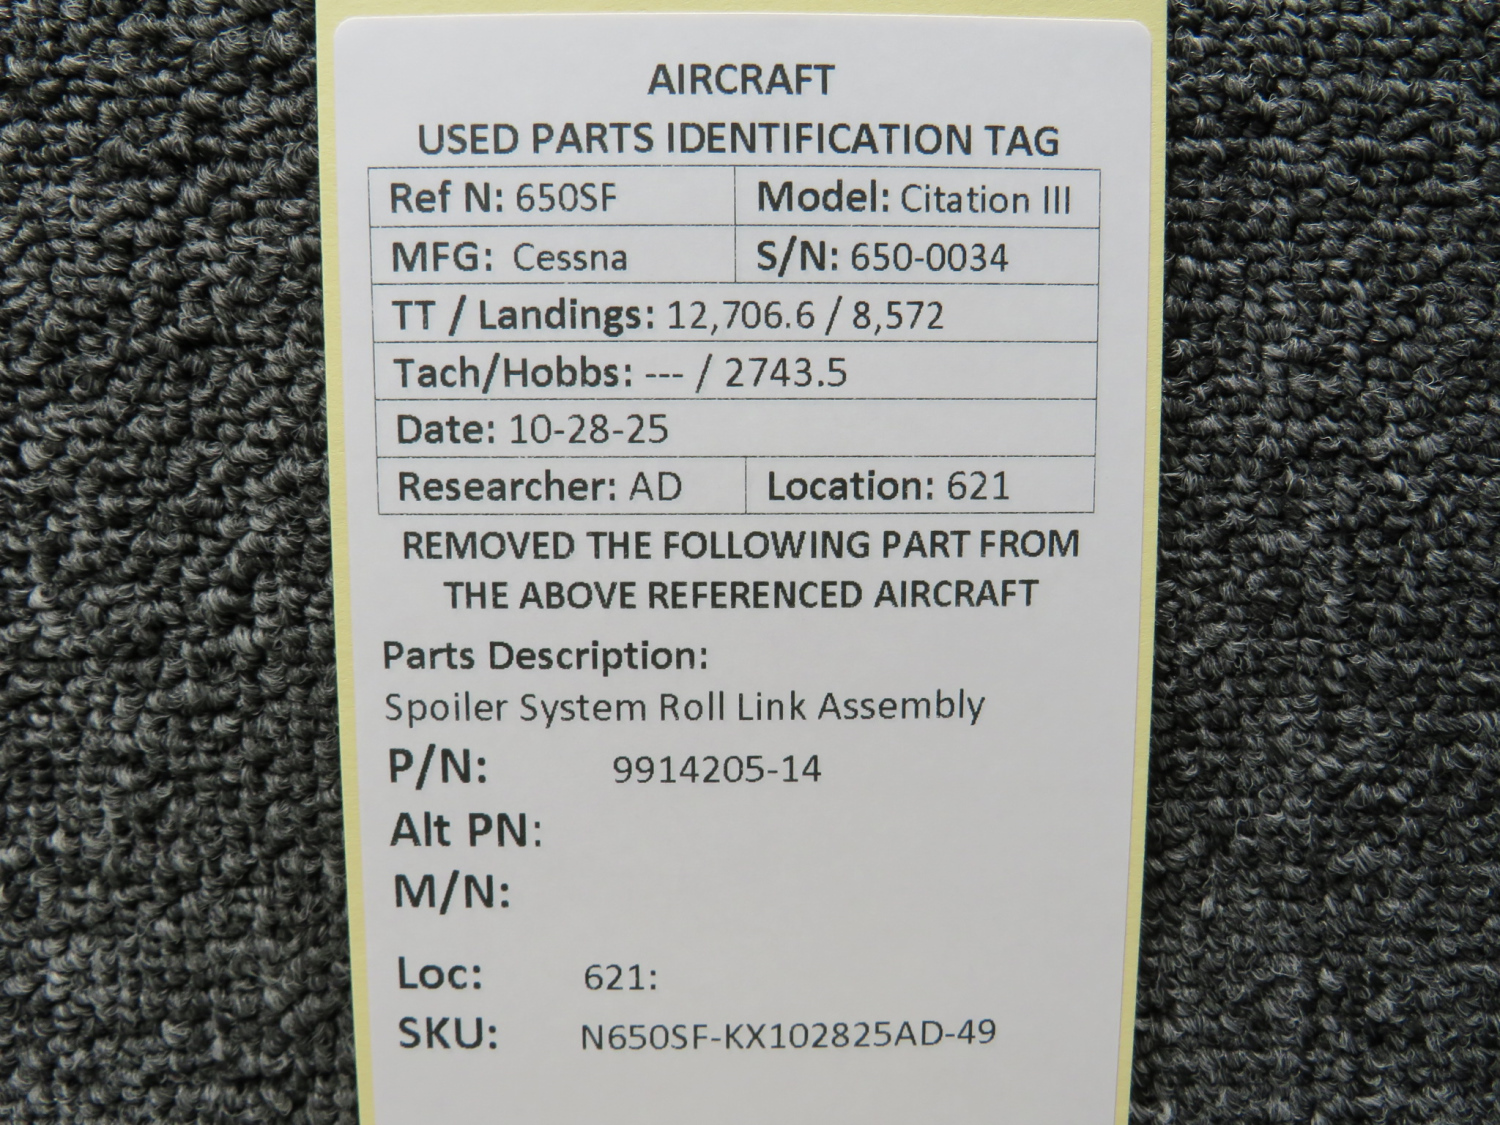 AIRCRAFT
USED PARTS IDENTIFICATION TAG
Ref N: 650SF Model: Citation III
MFG: Cessna S/N: 650-0034
TT / Landings: 12,706.6 / 8,572
Tach/Hobbs: --- / 2743.5
Date: 10-28-25
Researcher: AD Location: 621
REMOVED THE FOLLOWING PART FROM
THE ABOVE REFERENCED AIRCRAFT
Parts Description:
Spoiler System Roll Link Assembly
P/N: 9914205-14
Alt PN:
M/N:
Loc: 621:
SKU: N650SF-KX102825AD-49